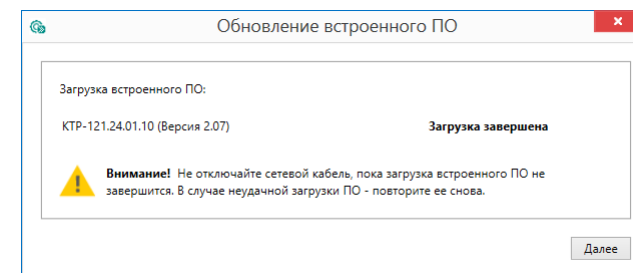 Обновление встроенного ПО
Загрузка встроенного ПО:
КТР-121.24.01.10 (Версия 2.07) Загрузка завершена
Внимание! Не отключайте сетевой кабель, пока загрузка встроенного ПО не
завершится. В случае неудачной загрузки ПО - повторите ее снова.
Далее